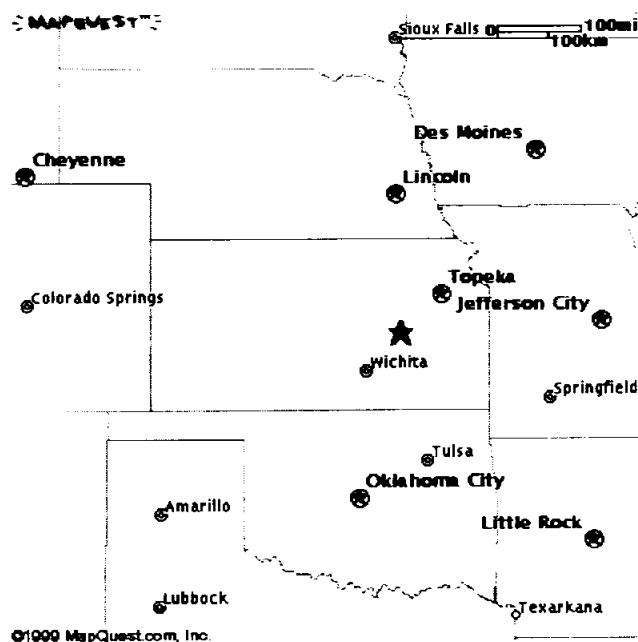 MAPQUEST™
Sioux Falls 0 100mi
100km
Des Moines
Cheyenne
Lincoln
Topeka
Colorado Springs
Jefferson City
Wichita
Springfield
Tulsa
Oklahoma City
Amarillo
Little Rock
Lubbock
Texarkana
©1999 MapQuest.com, Inc.